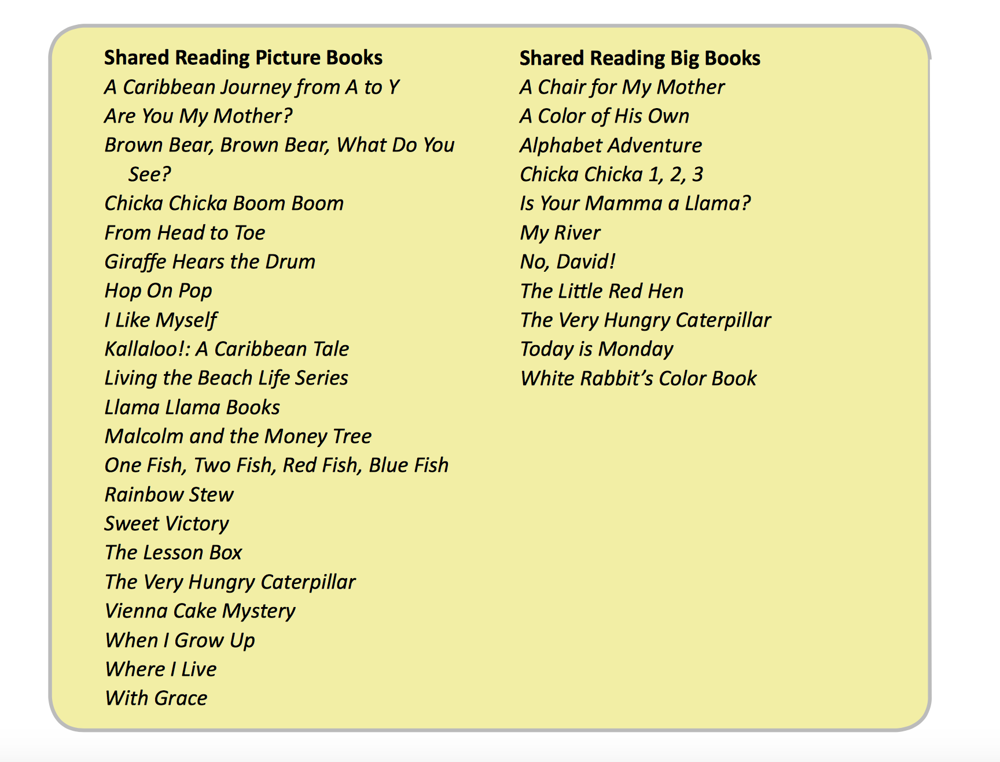 Shared Reading Picture Books
A Caribbean Journey from A to Y
Are You My Mother?
Brown Bear, Brown Bear, What Do You
See?
Chicka Chicka Boom Boom
From Head to Toe
Giraffe Hears the Drum
Hop On Pop
I Like Myself
Kallaloo!: A Caribbean Tale
Living the Beach Life Series
Llama Llama Books
Malcolm and the Money Tree
One Fish, Two Fish, Red Fish, Blue Fish
Rainbow Stew
Sweet Victory
The Lesson Box
The Very Hungry Caterpillar
Vienna Cake Mystery
When I Grow Up
Where I Live
With Grace
Shared Reading Big Books
A Chair for My Mother
A Color of His Own
Alphabet Adventure
Chicka Chicka 1, 2, 3
Is Your Mamma a Llama?
My River
No, David!
The Little Red Hen
The Very Hungry Caterpillar
Today is Monday
White Rabbit’s Color Book